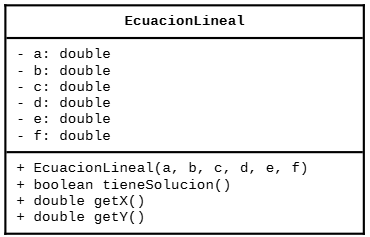 EcuacionLineal
- a: double
- b: double
- c: double
- d: double
- e: double
- f: double
+ EcuacionLineal(a, b, c, d, e, f)
+ boolean tieneSolucion()
+ double getX()
+ double getY()